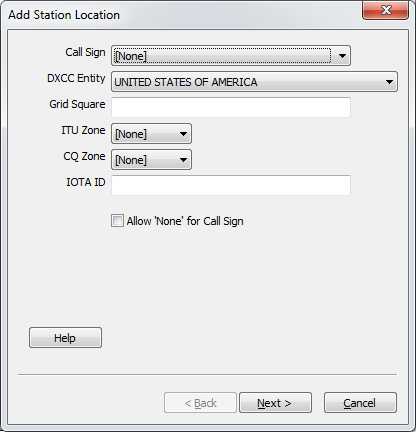 Add Station Location
Call Sign [None]
DXCC Entity UNITED STATES OF AMERICA
Grid Square
ITU Zone [None]
CQ Zone [None]
IOTA ID
Allow 'None' for Call Sign
Help
< Back Next > Cancel